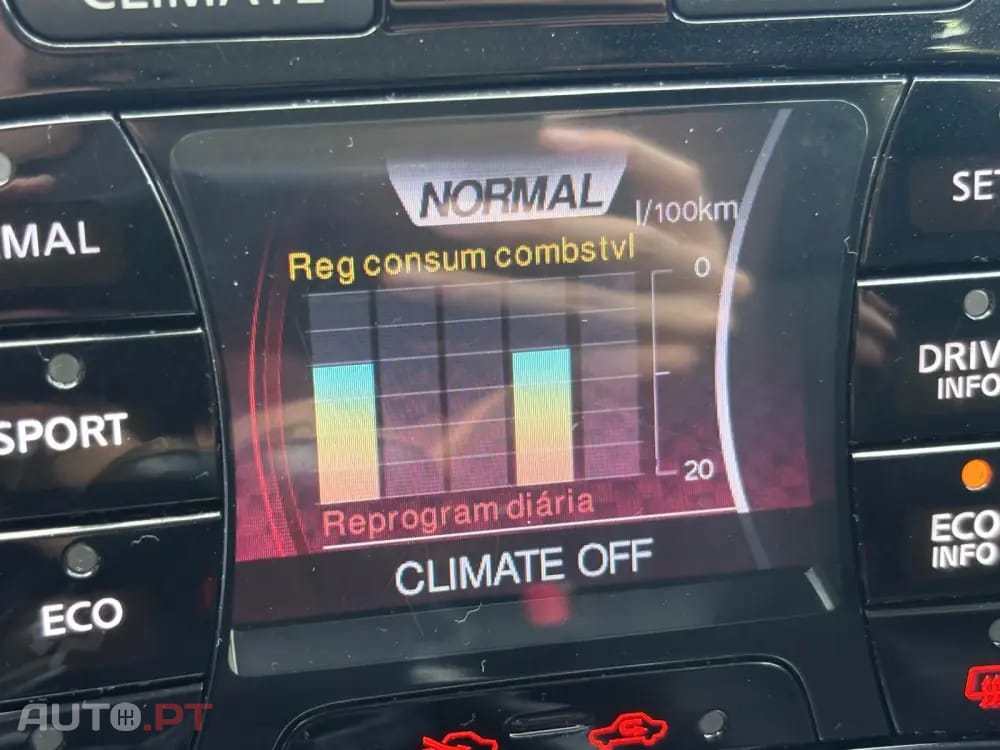 CLIMATE
NORMAL
l/100km
Reg consum combstvl
0
20
Reprogram diária
CLIMATE OFF
MAL
SPORT
ECO
SET
DRIV
INFO
ECO
INFO
AUTO.PT